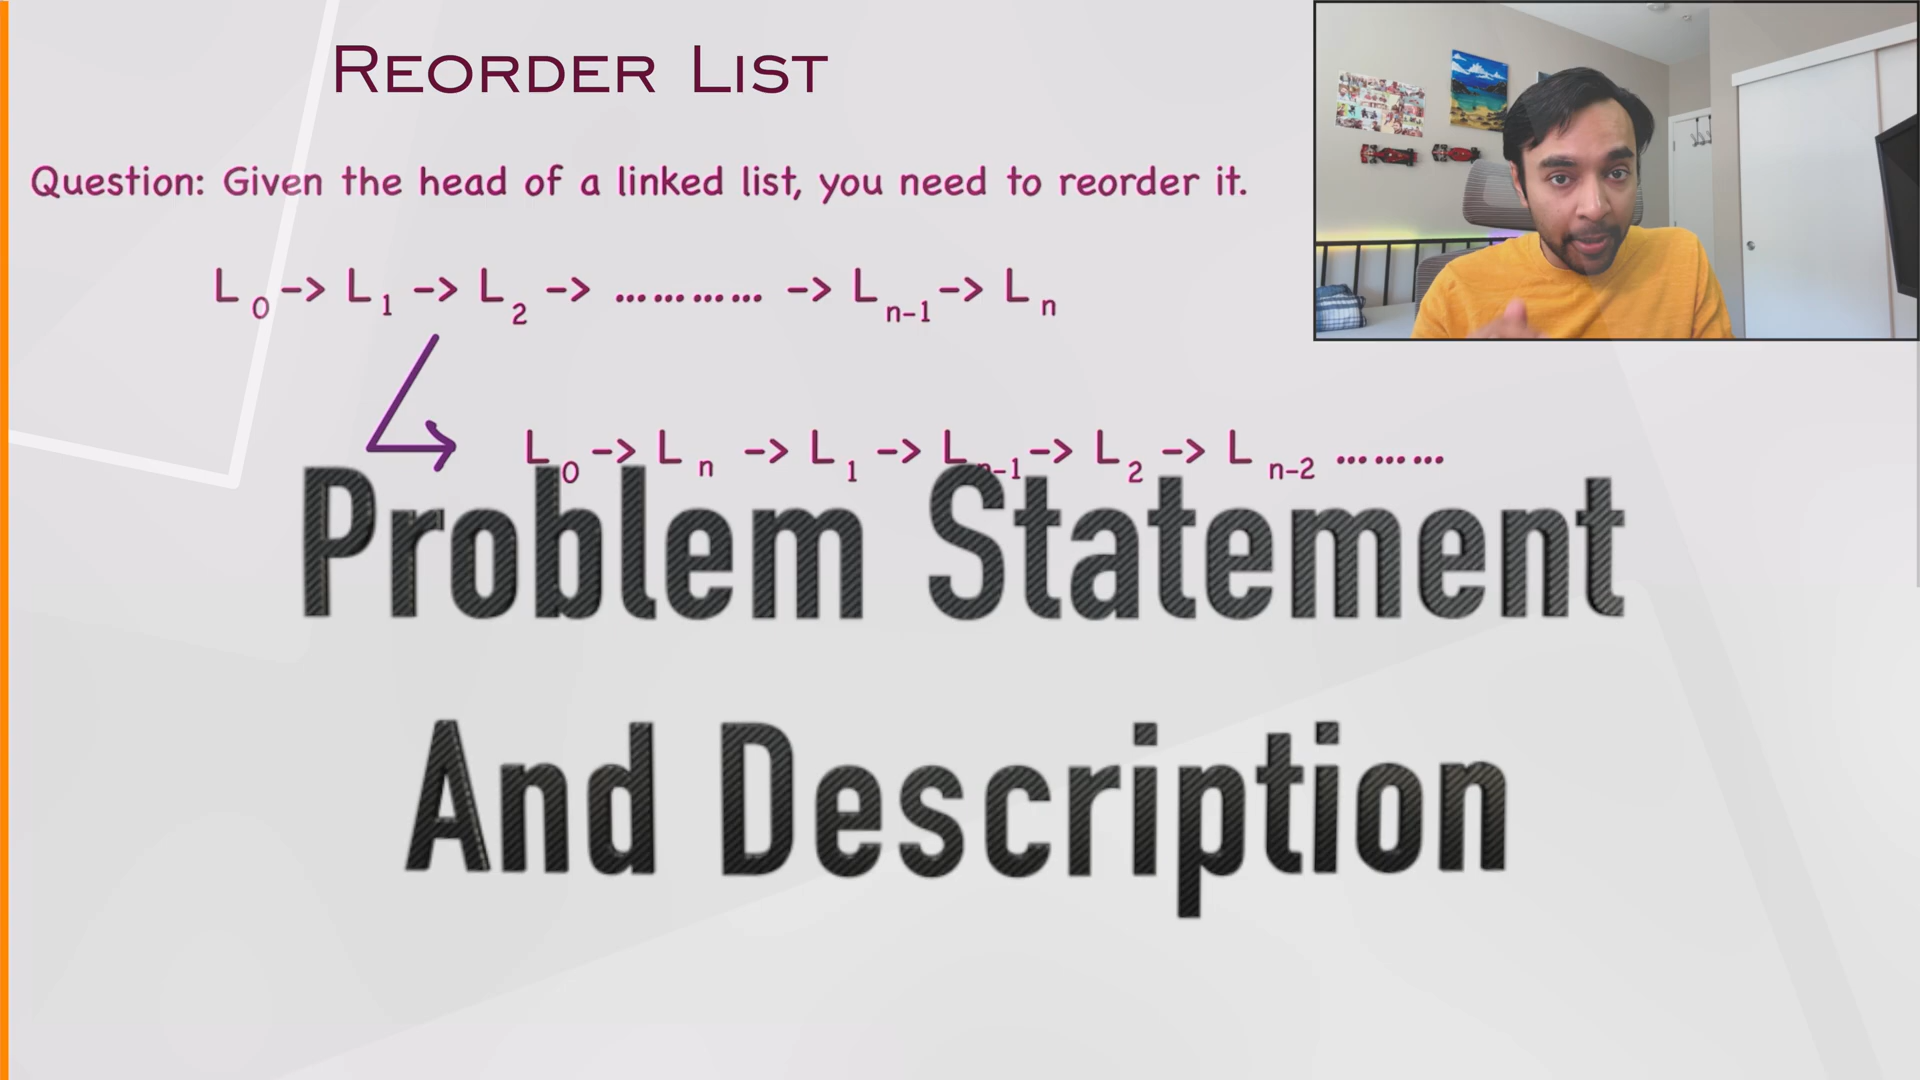 REORDER LIST
Question: Given the head of a linked list, you need to reorder it.
L0 -> L1 -> L2 -> ............ -> Ln-1 -> Ln
L0 -> Ln -> L1 -> Ln-1 -> L2 -> Ln-2 .........
Problem Statement
And Description